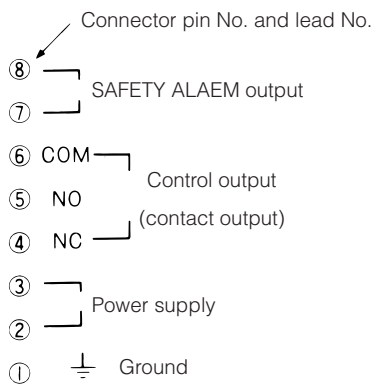 Connector pin No. and lead No.
⑧
SAFETY ALAEM output
⑦
⑥ COM
Control output
⑤ NO
(contact output)
④ NC
③
Power supply
②
① Ground